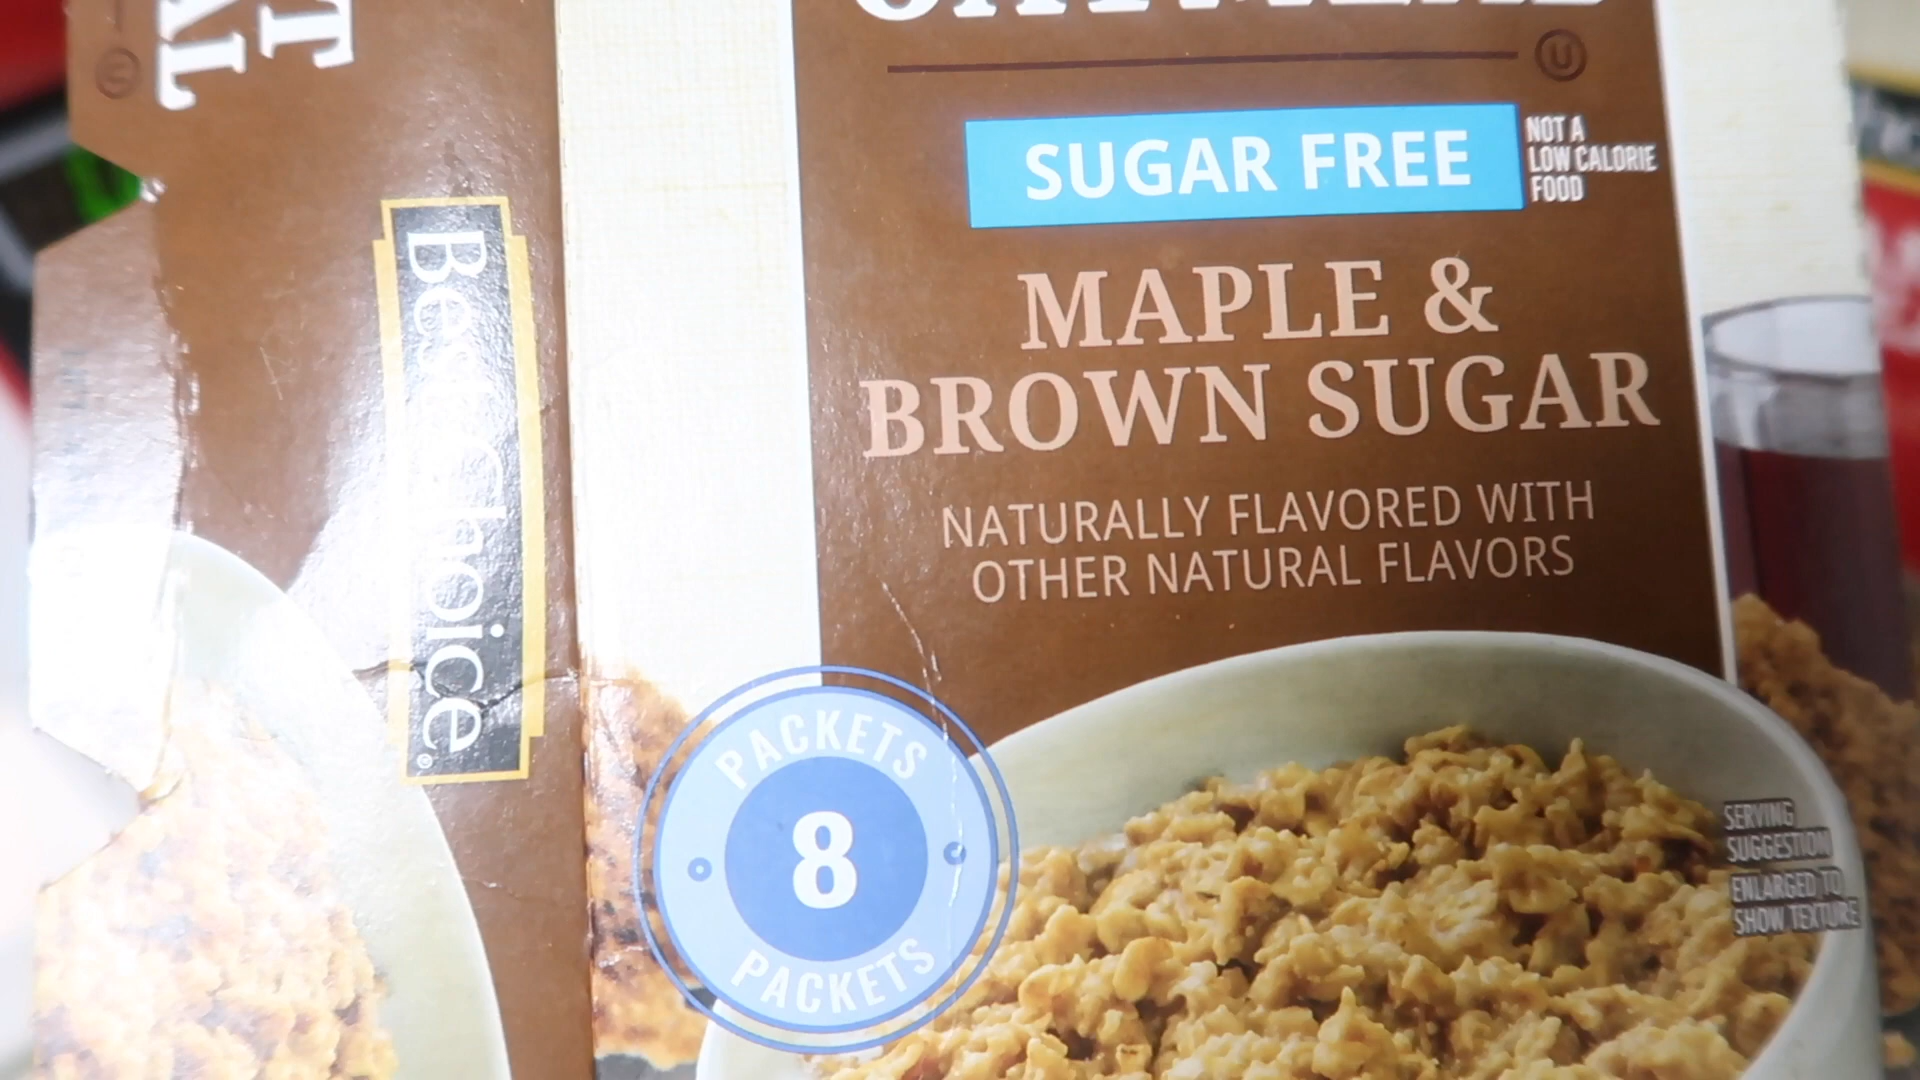 OATMEAL
U
SUGAR FREE
NOT A
LOW CALORIE
FOOD
MAPLE &
BROWN SUGAR
NATURALLY FLAVORED WITH
OTHER NATURAL FLAVORS
PACKETS
8
PACKETS
SERVING
SUGGESTION
ENLARGED TO
SHOW TEXTURE
Best Choice®